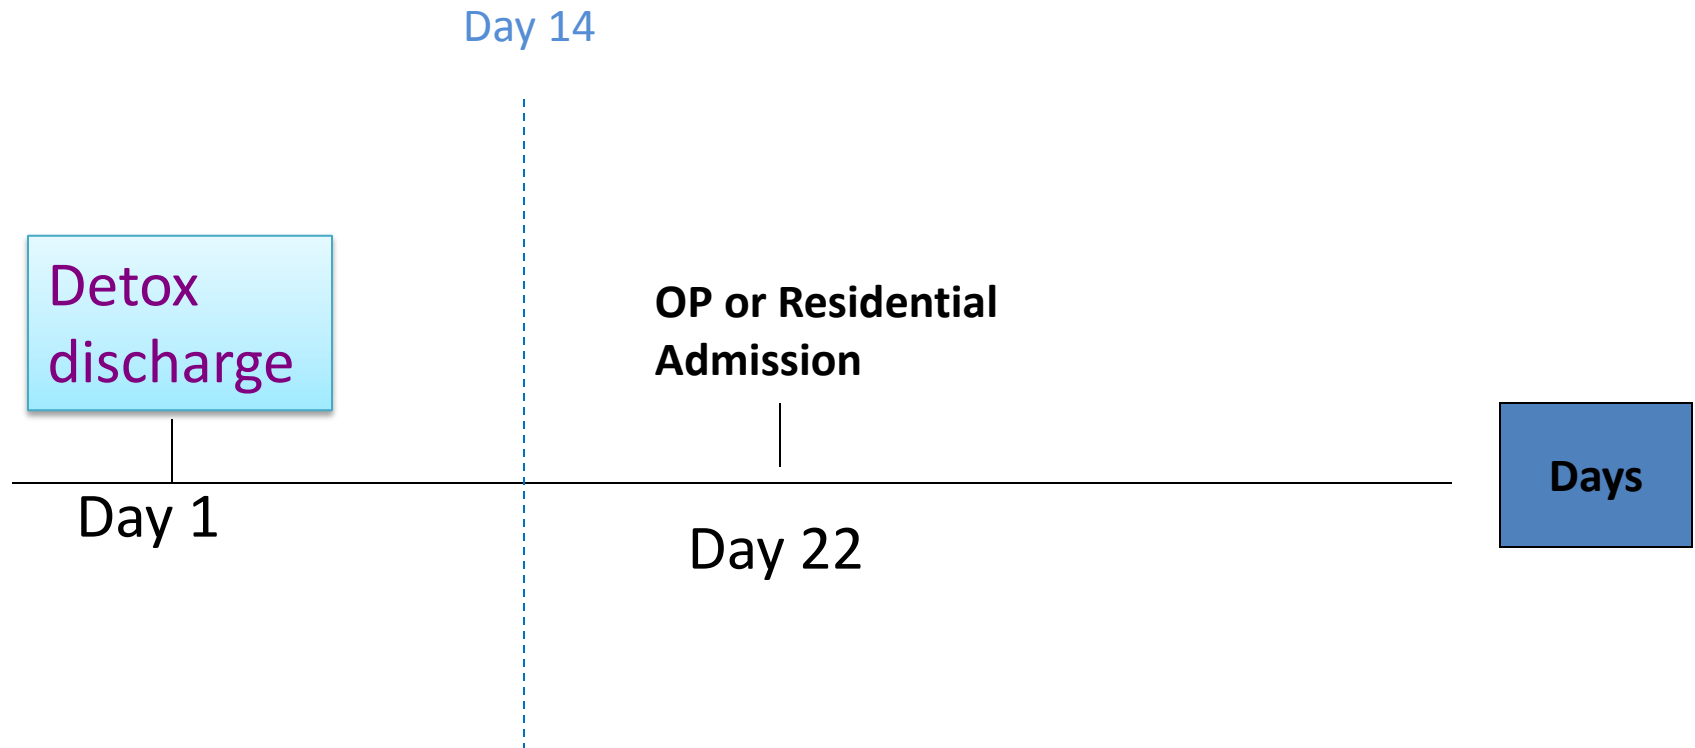 Day 14
Detox
discharge
OP or Residential
Admission
Days
Day 1
Day 22